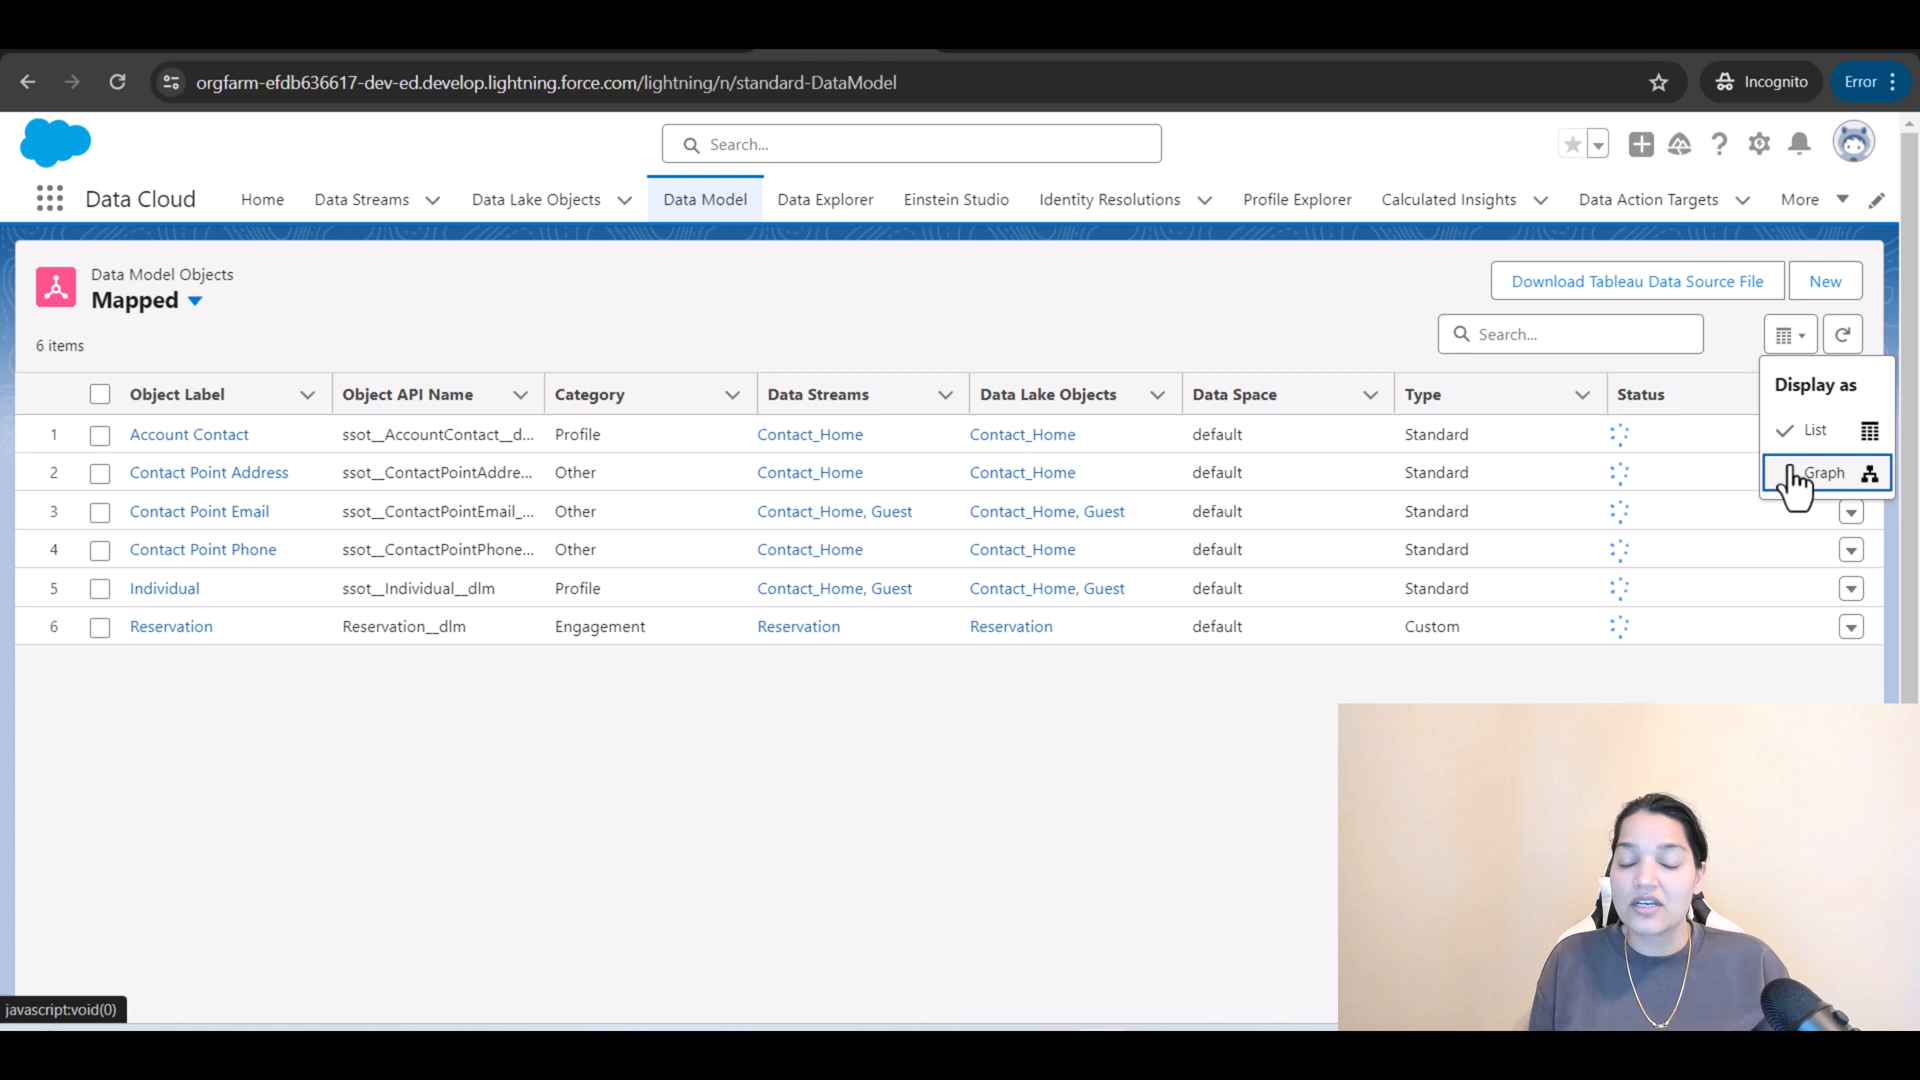 orgfarm-efdb636617-dev-ed.develop.lightning.force.com/lightning/n/standard-DataModel
Incognito
Error
Search...
Data Cloud
Home
Data Streams
Data Lake Objects
Data Model
Data Explorer
Einstein Studio
Identity Resolutions
Profile Explorer
Calculated Insights
Data Action Targets
More
Data Model Objects
Mapped
Download Tableau Data Source File
New
6 items
Search...
Display as
List
Graph
Object Label Object API Name Category Data Streams Data Lake Objects Data Space Type Status
1 Account Contact ssot__AccountContact__d... Profile Contact_Home Contact_Home default Standard
2 Contact Point Address ssot__ContactPointAddre... Other Contact_Home Contact_Home default Standard
3 Contact Point Email ssot__ContactPointEmail_... Other Contact_Home, Guest Contact_Home, Guest default Standard
4 Contact Point Phone ssot__ContactPointPhone... Other Contact_Home Contact_Home default Standard
5 Individual ssot__Individual__dlm Profile Contact_Home, Guest Contact_Home, Guest default Standard
6 Reservation Reservation__dlm Engagement Reservation Reservation default Custom
javascript:void(0)